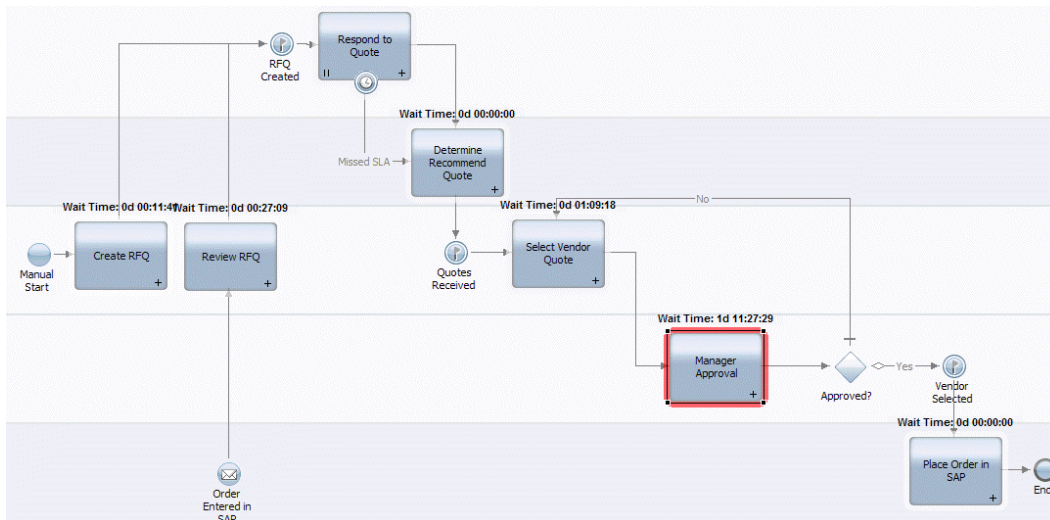 Respond to
Quote
RFQ
Created
Wait Time: 0d 00:00:00
Determine
Recommend
Quote
Missed SLA
Wait Time: 0d 00:11:41
Wait Time: 0d 00:27:09
Wait Time: 0d 01:09:18
No
Create RFQ
Review RFQ
Manual
Start
Quotes
Received
Select Vendor
Quote
Wait Time: 1d 11:27:29
Manager
Approval
Approved?
Yes
Vendor
Selected
Wait Time: 0d 00:00:00
Place Order in
SAP
End
Order
Entered in
SAP